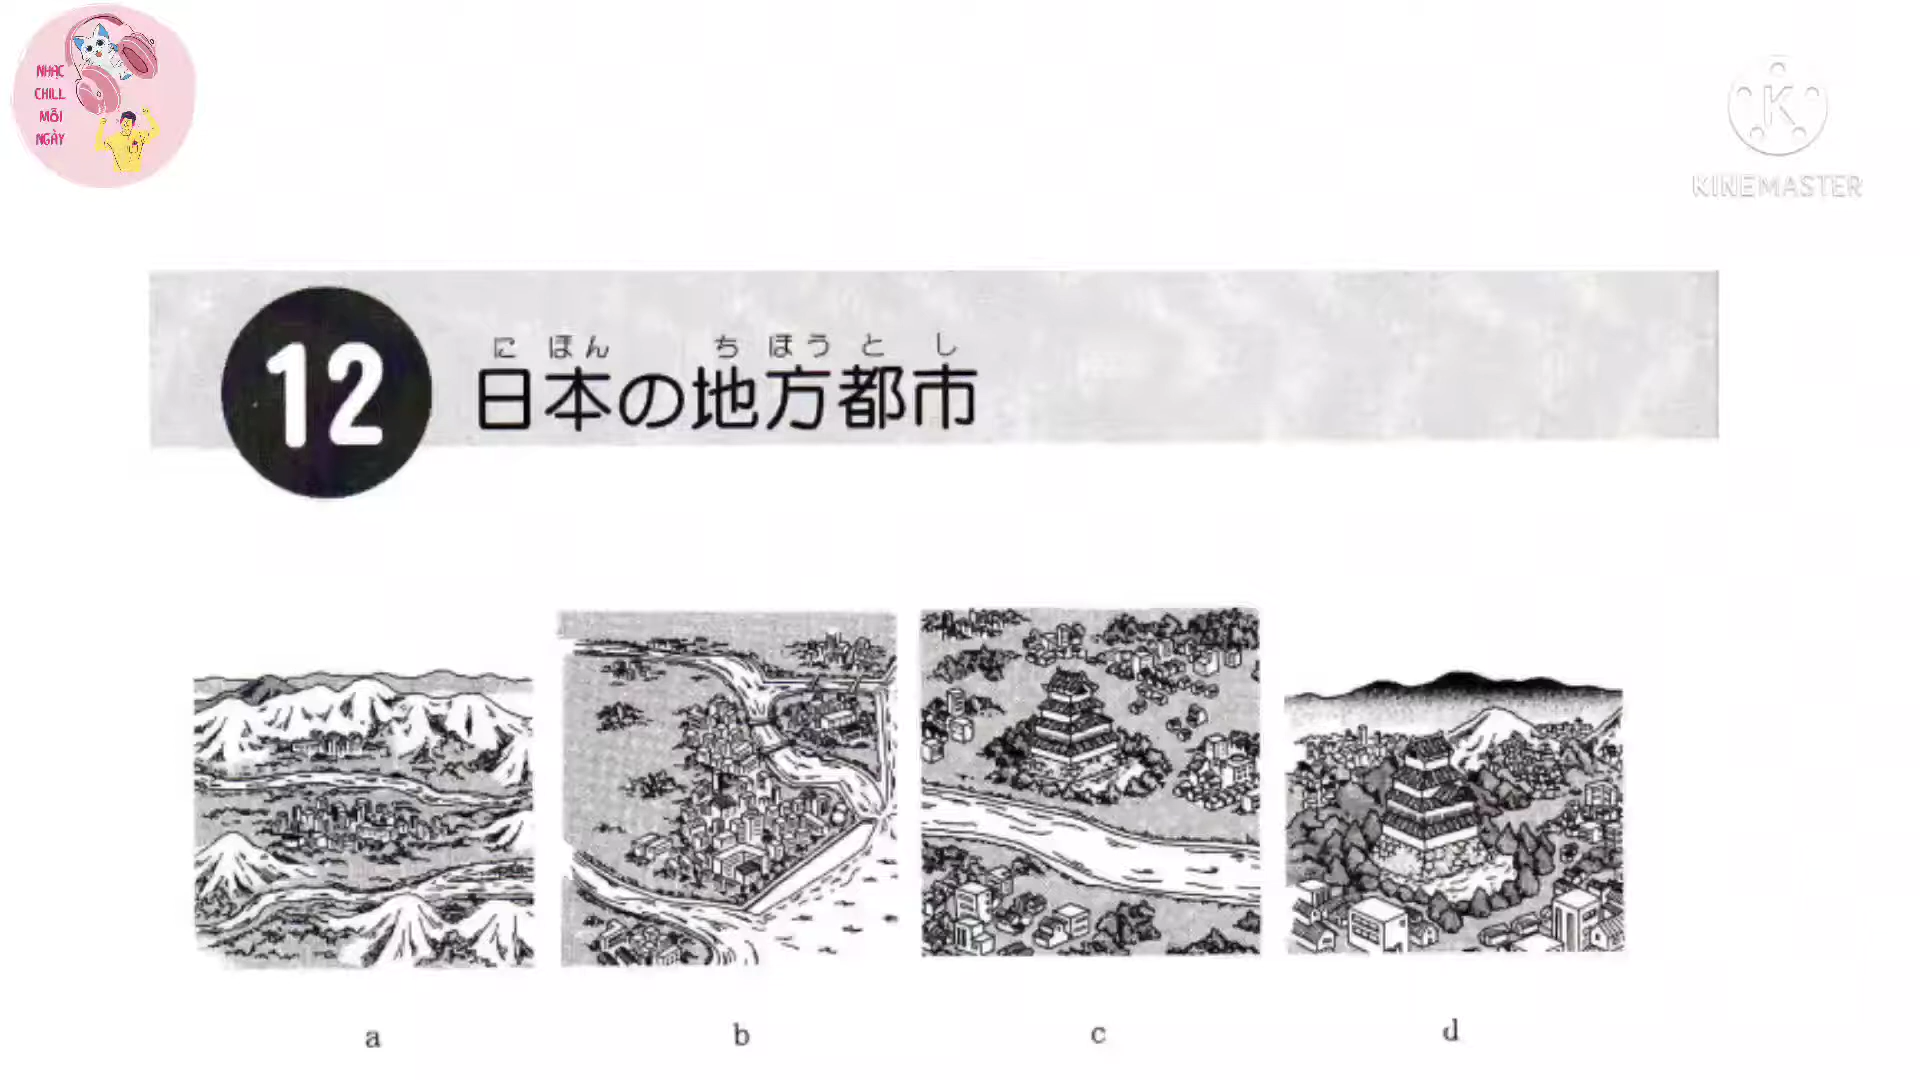 NHẠC
CHILL
MỖI
NGÀY
K
KINEMASTER
12
に ほん ち ほう と し
日本の地方都市
a b c d